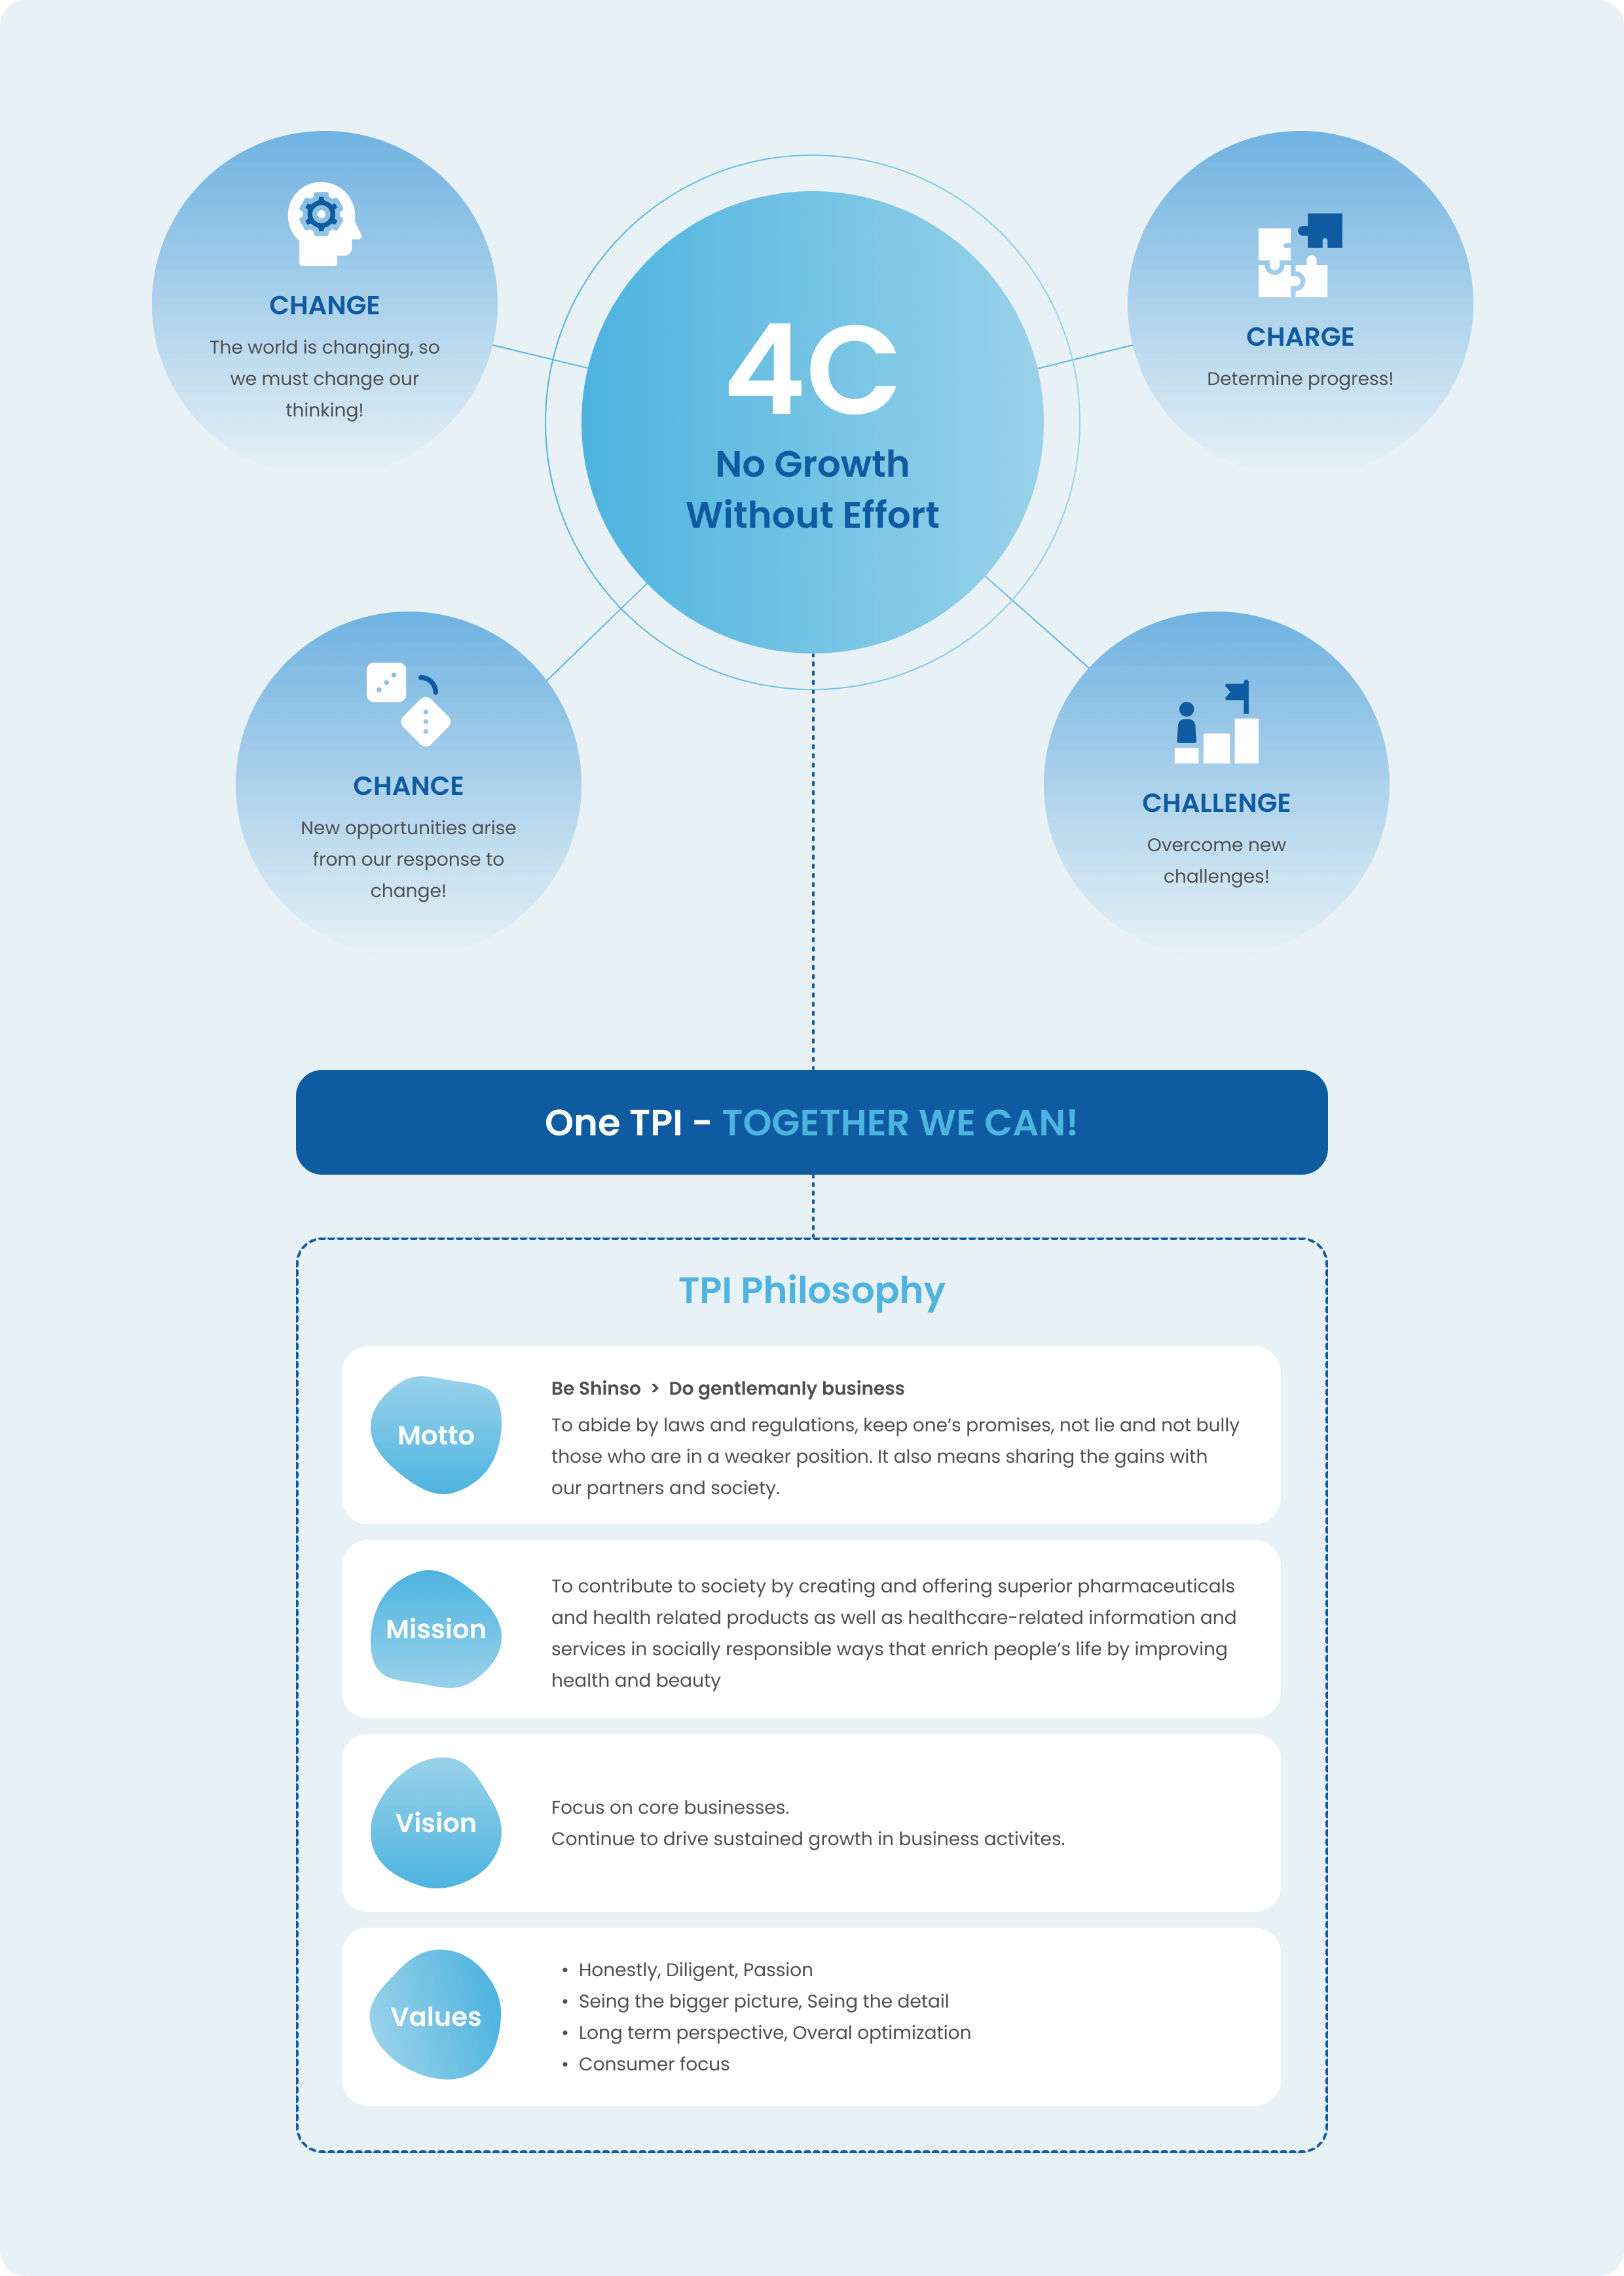 CHANGE
The world is changing, so
we must change our
thinking!
4C
No Growth
Without Effort
CHARGE
Determine progress!
CHANCE
New opportunities arise
from our response to
change!
CHALLENGE
Overcome new
challenges!
One TPI - TOGETHER WE CAN!
TPI Philosophy
Motto
Be Shinso > Do gentlemanly business
To abide by laws and regulations, keep one’s promises, not lie and not bully
those who are in a weaker position. It also means sharing the gains with
our partners and society.
Mission
To contribute to society by creating and offering superior pharmaceuticals
and health related products as well as healthcare-related information and
services in socially responsible ways that enrich people’s life by improving
health and beauty
Vision
Focus on core businesses.
Continue to drive sustained growth in business activites.
Values
• Honestly, Diligent, Passion
• Seing the bigger picture, Seing the detail
• Long term perspective, Overal optimization
• Consumer focus